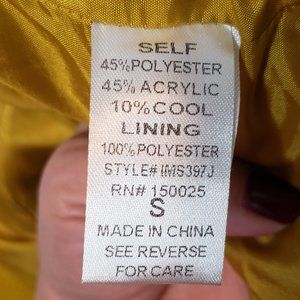 SELF
45%POLYESTER
45% ACRYLIC
10%COOL
LINING
100%POLYESTER
STYLE# IMS397J
RN# 150025
S
MADE IN CHINA
SEE REVERSE
FOR CARE